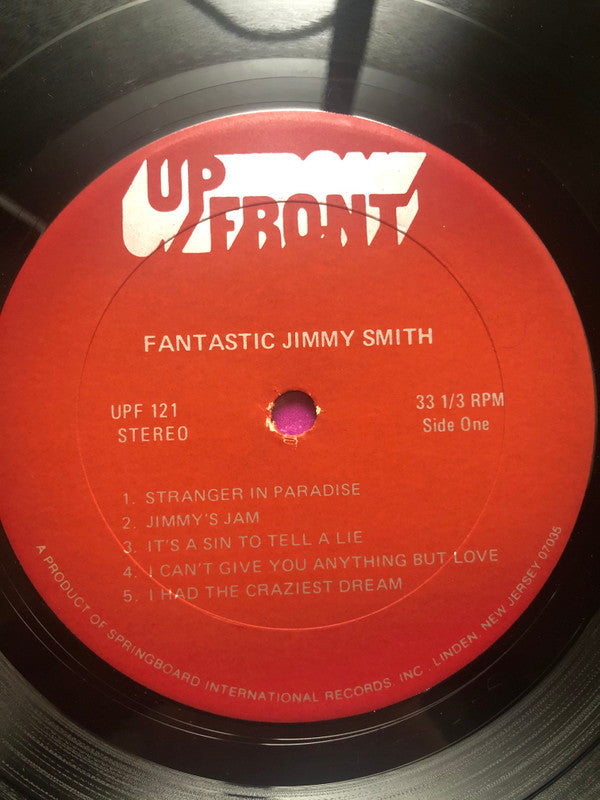 UP FRONT
FANTASTIC JIMMY SMITH
UPF 121
STEREO
33 1/3 RPM
Side One
1. STRANGER IN PARADISE
2. JIMMY'S JAM
3. IT'S A SIN TO TELL A LIE
4. I CAN'T GIVE YOU ANYTHING BUT LOVE
5. I HAD THE CRAZIEST DREAM
A PRODUCT OF SPRINGBOARD INTERNATIONAL RECORDS, INC., LINDEN, NEW JERSEY 07035